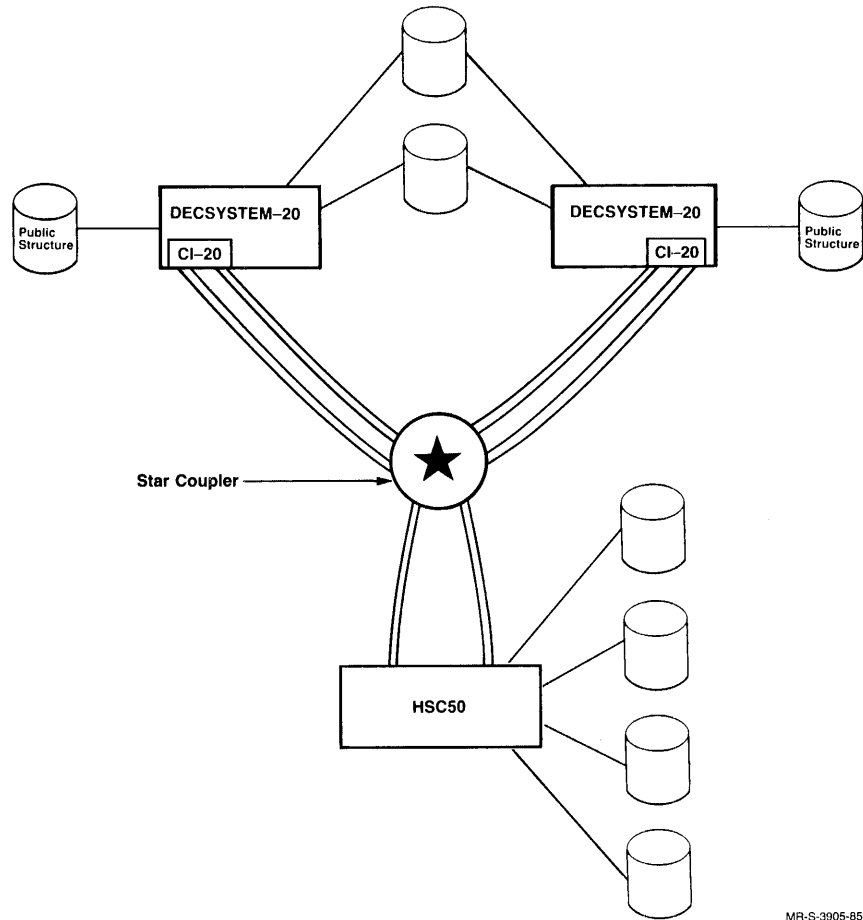 DECSYSTEM–20
DECSYSTEM–20
Public
Structure
CI–20
CI–20
Public
Structure
Star Coupler
HSC50
MR-S-3905-85